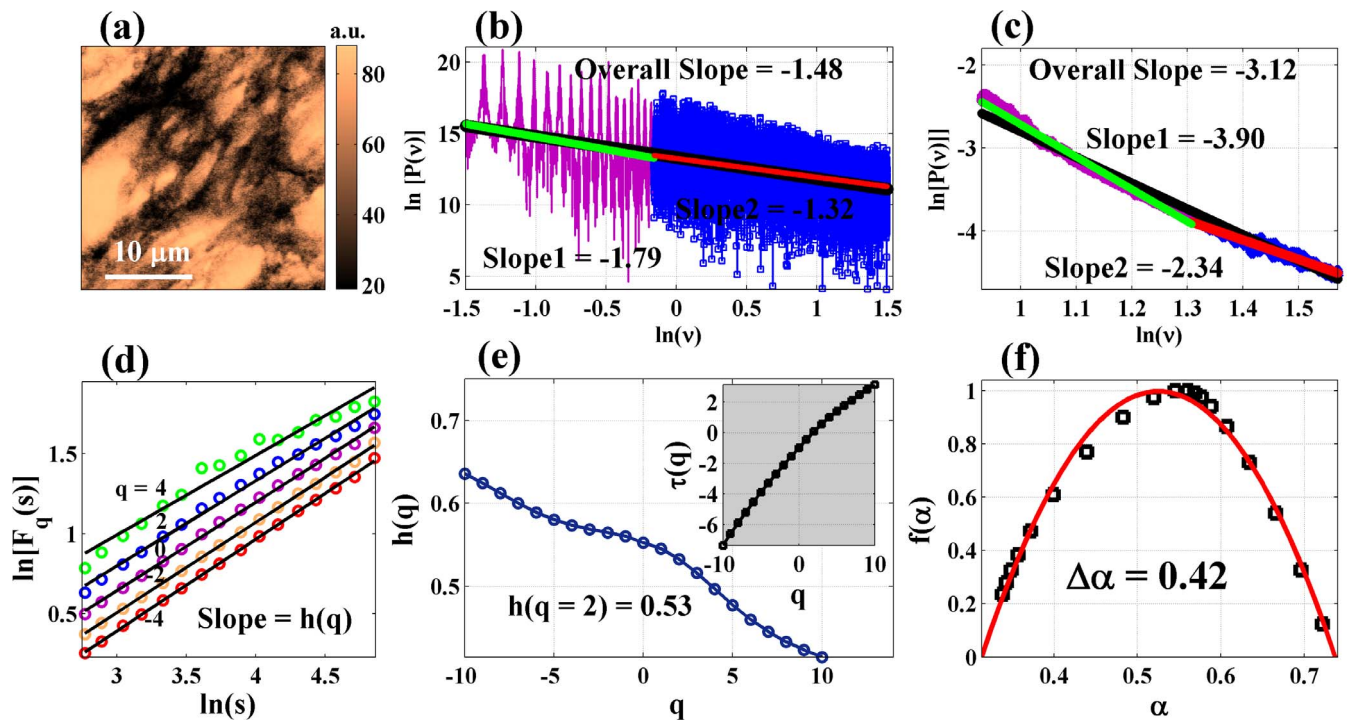 (a)
a.u.
80
60
40
20
10 μm
(b)
Overall Slope = -1.48
Slope2 = -1.32
Slope1 = -1.79
ln [P(ν)]
20
15
10
5
-1.5 -1 -0.5 0 0.5 1 1.5
ln(ν)
(c)
Overall Slope = -3.12
Slope1 = -3.90
Slope2 = -2.34
ln[P(ν)]
-2
-3
-4
1 1.1 1.2 1.3 1.4 1.5
ln(ν)
(d)
ln[Fq(s)]
1.5
1
0.5
q = 4
2
0
-2
-4
Slope = h(q)
3 3.5 4 4.5
ln(s)
(e)
h(q)
0.7
0.6
0.5
h(q = 2) = 0.53
-10 -5 0 5 10
q
τ(q)
2
0
-2
-4
-6
-10 0 10
q
(f)
f(α)
1
0.8
0.6
0.4
0.2
0
Δα = 0.42
0.4 0.5 0.6 0.7
α